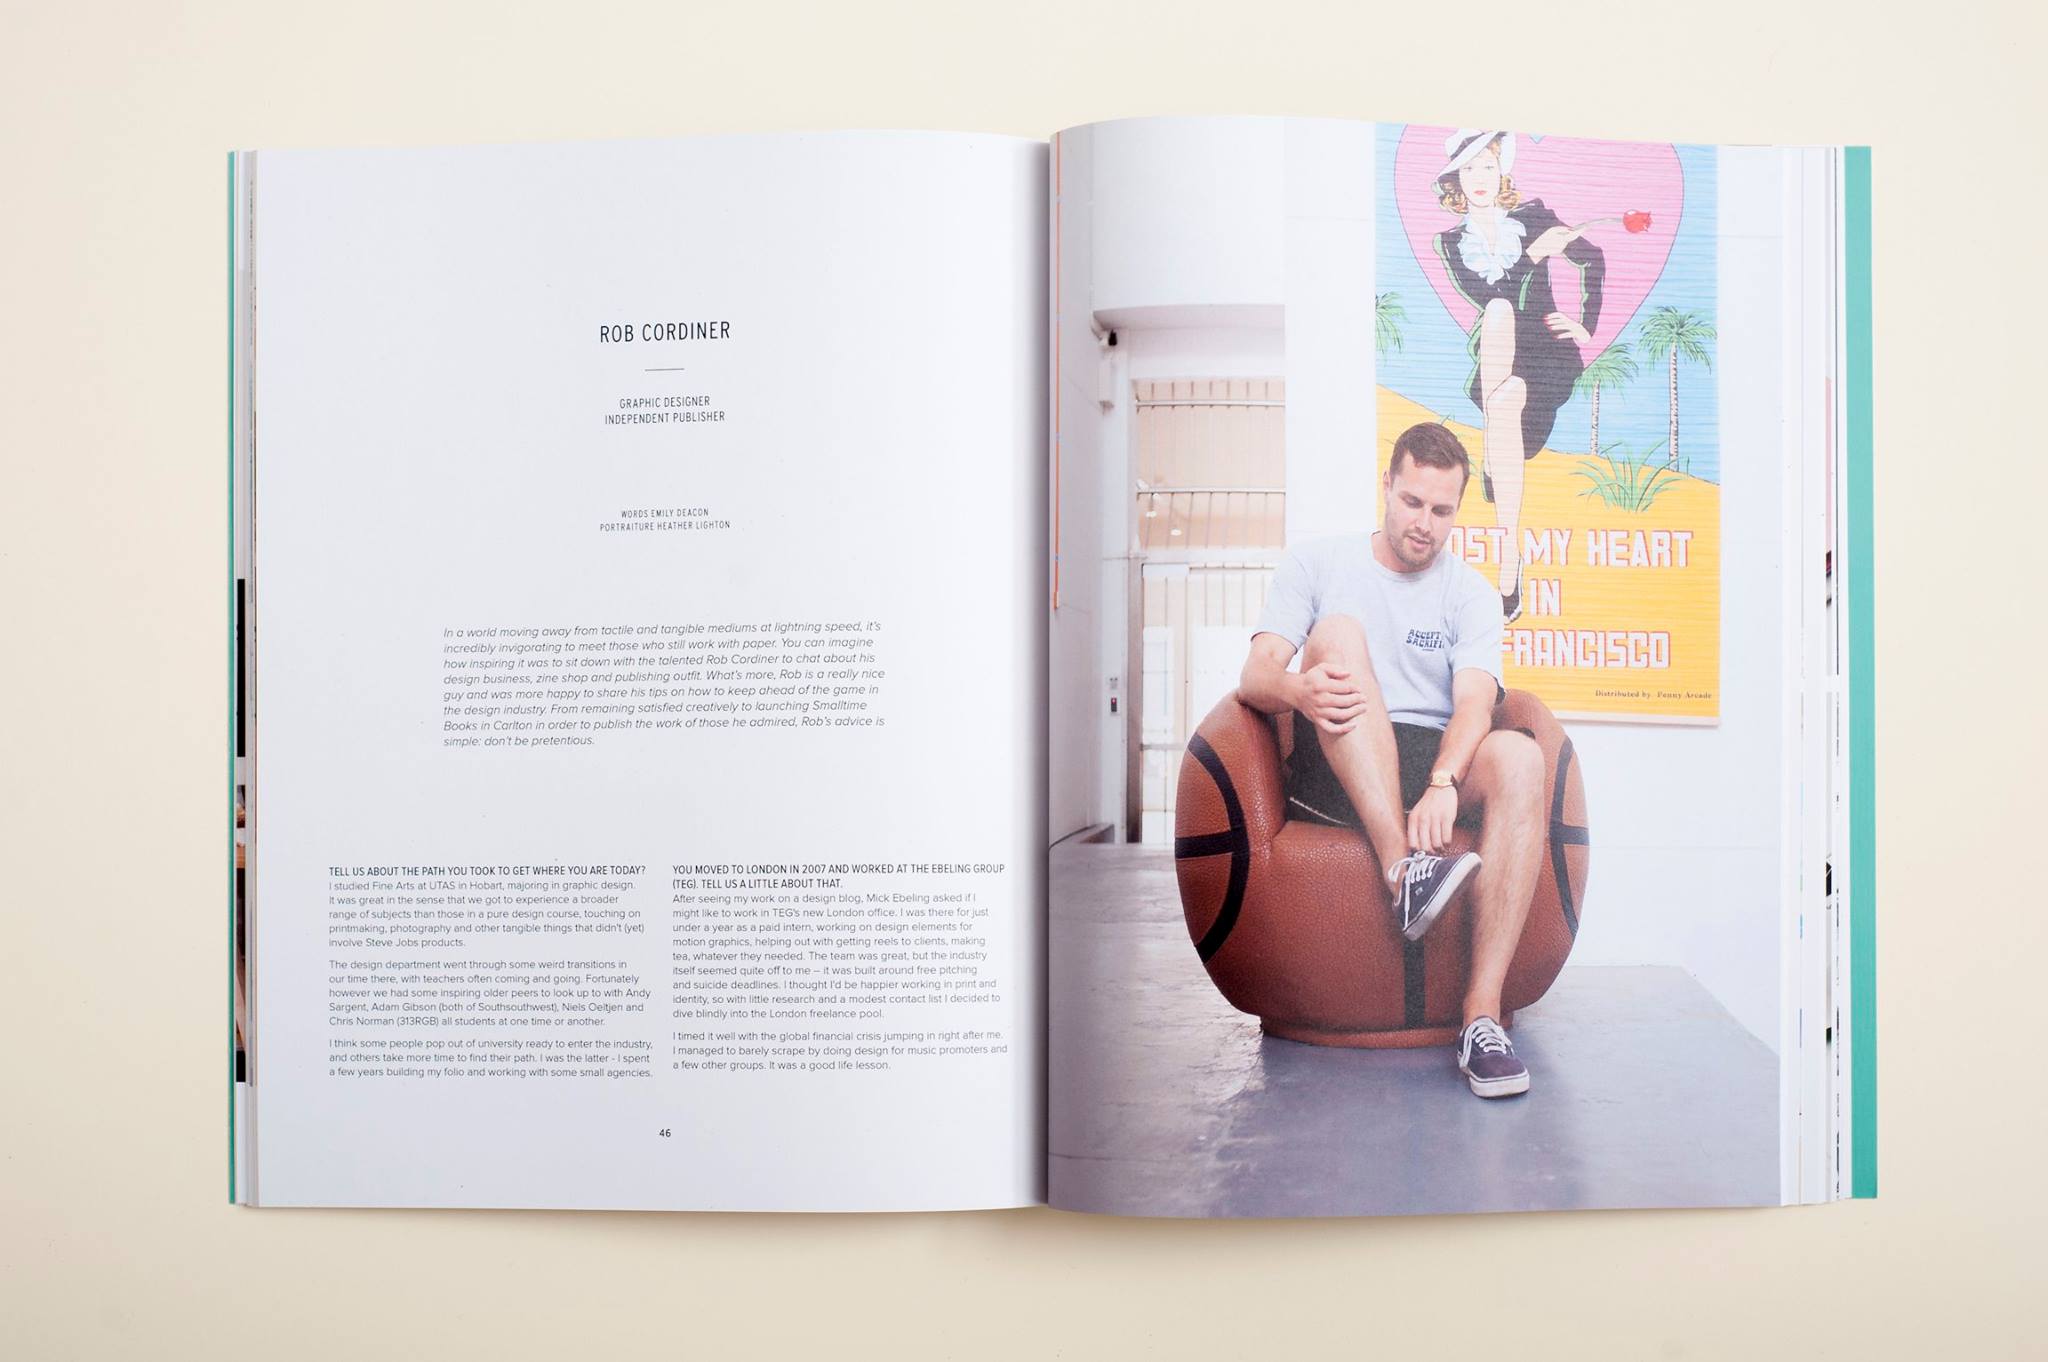 ROB CORDINER
GRAPHIC DESIGNER
INDEPENDENT PUBLISHER
WORDS EMILY DEACON
PORTRAITURE HEATHER LIGHTON
In a world moving away from tactile and tangible mediums at lightning speed, it's
incredibly invigorating to meet those who still work with paper. You can imagine
how inspiring it was to sit down with the talented Rob Cordiner to chat about his
design business, zine shop and publishing outfit. What's more, Rob is a really nice
guy and was more happy to share his tips on how to keep ahead of the game in
the design industry. From remaining satisfied creatively to launching Smalltime
Books in Carlton in order to publish the work of those he admired, Rob's advice is
simple: don't be pretentious.
TELL US ABOUT THE PATH YOU TOOK TO GET WHERE YOU ARE TODAY?
I studied Fine Arts at UTAS in Hobart, majoring in graphic design.
It was great in the sense that we got to experience a broader
range of subjects than those in a pure design course, touching on
printmaking, photography and other tangible things that didn't (yet)
involve Steve Jobs products.
The design department went through some weird transitions in
our time there, with teachers often coming and going. Fortunately
however we had some inspiring older peers to look up to with Andy
Sargent, Adam Gibson (both of Southsouthwest), Niels Oeltjen and
Chris Norman (313RGB) all students at one time or another.
I think some people pop out of university ready to enter the industry,
and others take more time to find their path. I was the latter - I spent
a few years building my folio and working with some small agencies.
YOU MOVED TO LONDON IN 2007 AND WORKED AT THE EBELING GROUP
(TEG). TELL US A LITTLE ABOUT THAT.
After seeing my work on a design blog, Mick Ebeling asked if I
might like to work in TEG's new London office. I was there for just
under a year as a paid intern, working on design elements for
motion graphics, helping out with getting reels to clients, making
tea, whatever they needed. The team was great, but the industry
itself seemed quite off to me – it was built around free pitching
and suicide deadlines. I thought I'd be happier working in print and
identity, so with little research and a modest contact list I decided to
dive blindly into the London freelance pool.
I timed it well with the global financial crisis jumping in right after me.
I managed to barely scrape by doing design for music promoters and
a few other groups. It was a good life lesson.
46
OST MY HEART
IN
FRANCISCO
Distributed by Penny Arcade
ACCEPT
SACRIFI